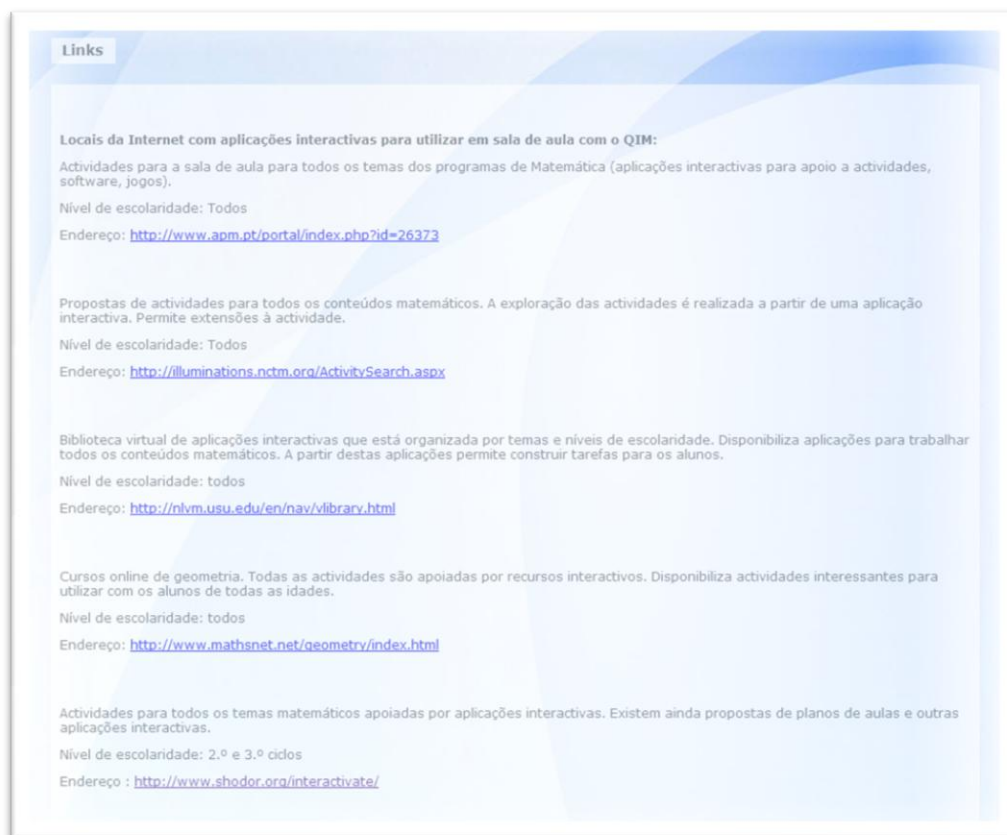 Links
Locais da Internet com aplicações interactivas para utilizar em sala de aula com o QIM:
Actividades para a sala de aula para todos os temas dos programas de Matemática (aplicações interactivas para apoio a actividades,
software, jogos).
Nível de escolaridade: Todos
Endereço: http://www.apm.pt/portal/index.php?id=26373
Propostas de actividades para todos os conteúdos matemáticos. A exploração das actividades é realizada a partir de uma aplicação
interactiva. Permite extensões à actividade.
Nível de escolaridade: Todos
Endereço: http://illuminations.nctm.org/ActivitySearch.aspx
Biblioteca virtual de aplicações interactivas que está organizada por temas e níveis de escolaridade. Disponibiliza aplicações para trabalhar
todos os conteúdos matemáticos. A partir destas aplicações permite construir tarefas para os alunos.
Nível de escolaridade: todos
Endereço: http://nlvm.usu.edu/en/nav/vlibrary.html
Cursos online de geometria. Todas as actividades são apoiadas por recursos interactivos. Disponibiliza actividades interessantes para
utilizar com os alunos de todas as idades.
Nível de escolaridade: todos
Endereço: http://www.mathsnet.net/geometry/index.html
Actividades para todos os temas matemáticos apoiadas por aplicações interactivas. Existem ainda propostas de planos de aulas e outras
aplicações interactivas.
Nível de escolaridade: 2.º e 3.º ciclos
Endereço : http://www.shodor.org/interactivate/